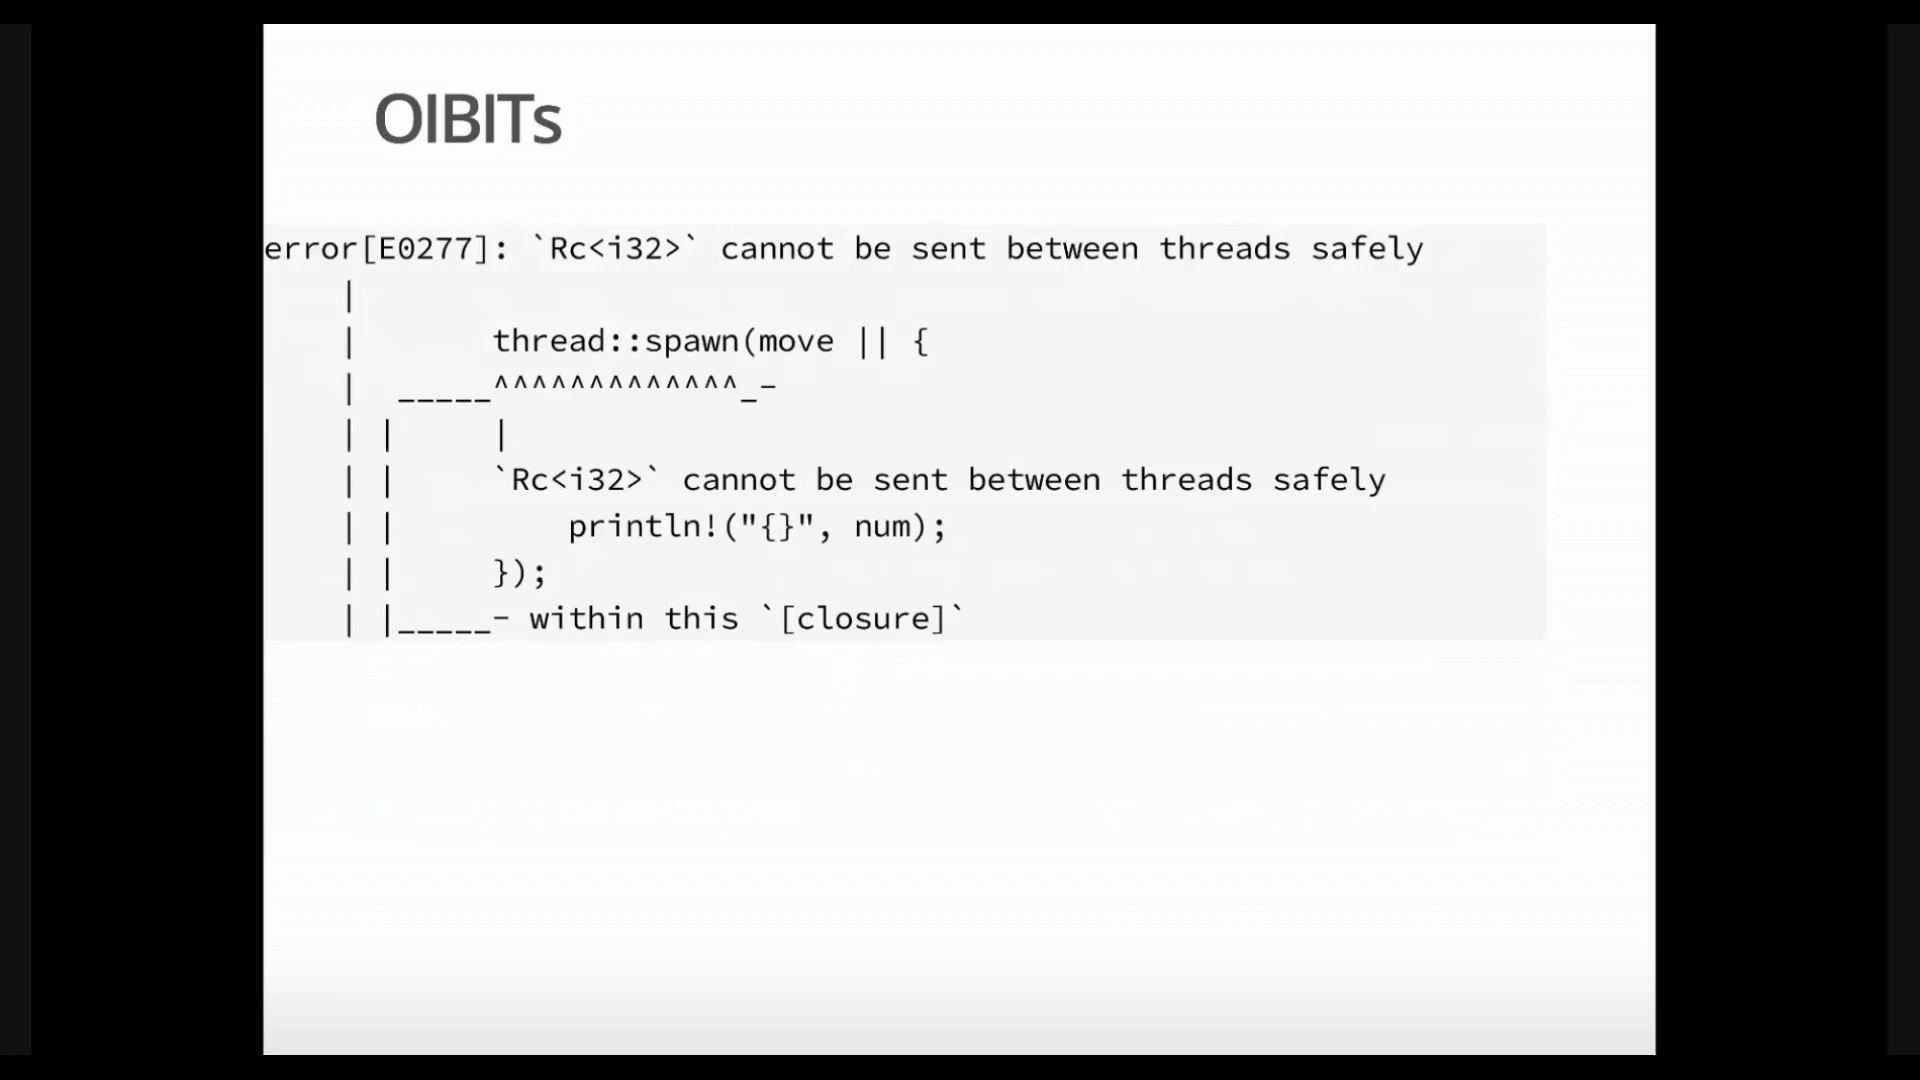 OIBITs
error[E0277]: `Rc<i32>` cannot be sent between threads safely
    |
    |       thread::spawn(move || {
    |  _____^^^^^^^^^^^^^_-
    | |     |
    | |     `Rc<i32>` cannot be sent between threads safely
    | |         println!("{}", num);
    | |     });
    | |_____- within this `[closure]`